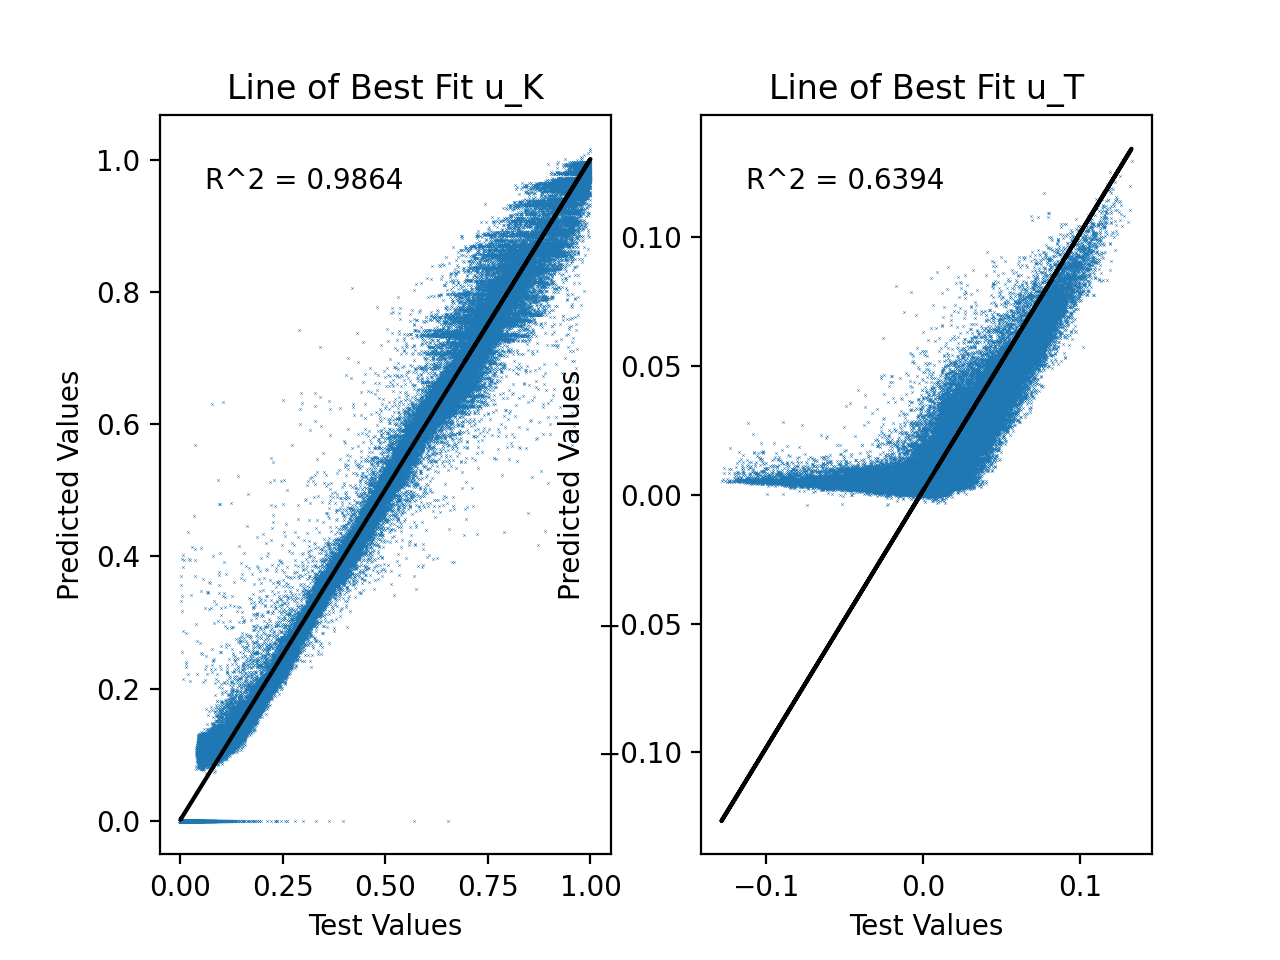 Line of Best Fit u_K
R^2 = 0.9864
Predicted Values
1.0
0.8
0.6
0.4
0.2
0.0
0.00 0.25 0.50 0.75 1.00
Test Values
Line of Best Fit u_T
R^2 = 0.6394
Predicted Values
0.10
0.05
0.00
−0.05
−0.10
−0.1 0.0 0.1
Test Values